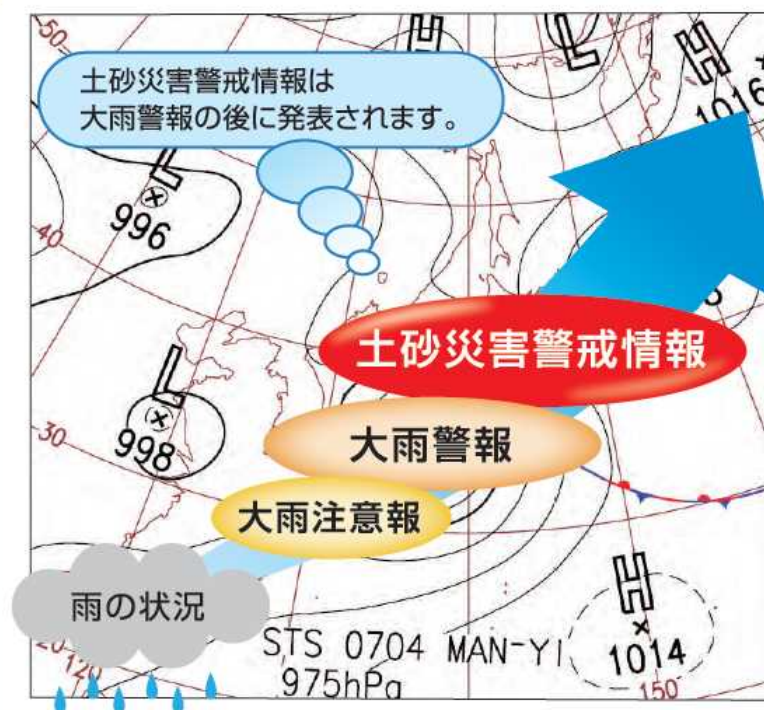 50
H
L
H
1016
土砂災害警戒情報は
大雨警報の後に発表されます。
L
996
40
土砂災害警戒情報
L
998
大雨警報
30
大雨注意報
雨の状況
STS 0704 MAN-YI
975hPa
H
1014
120
150